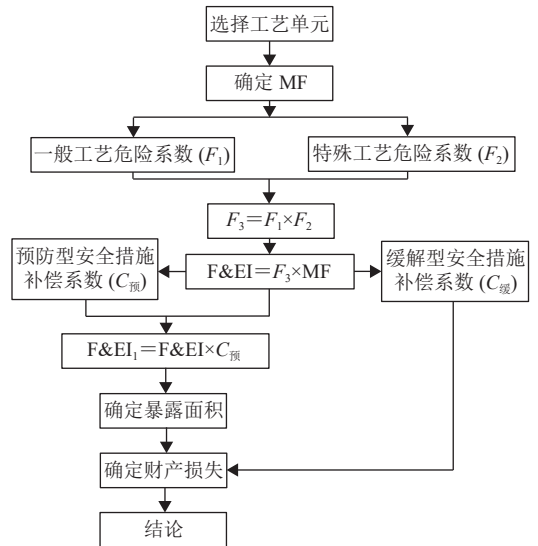 选择工艺单元
确定 MF
一般工艺危险系数 (F₁)
特殊工艺危险系数 (F₂)
F₃＝F₁×F₂
预防型安全措施
补偿系数 (C预)
F&EI＝F₃×MF
缓解型安全措施
补偿系数 (C缓)
F&EI₁＝F&EI×C预
确定暴露面积
确定财产损失
结论